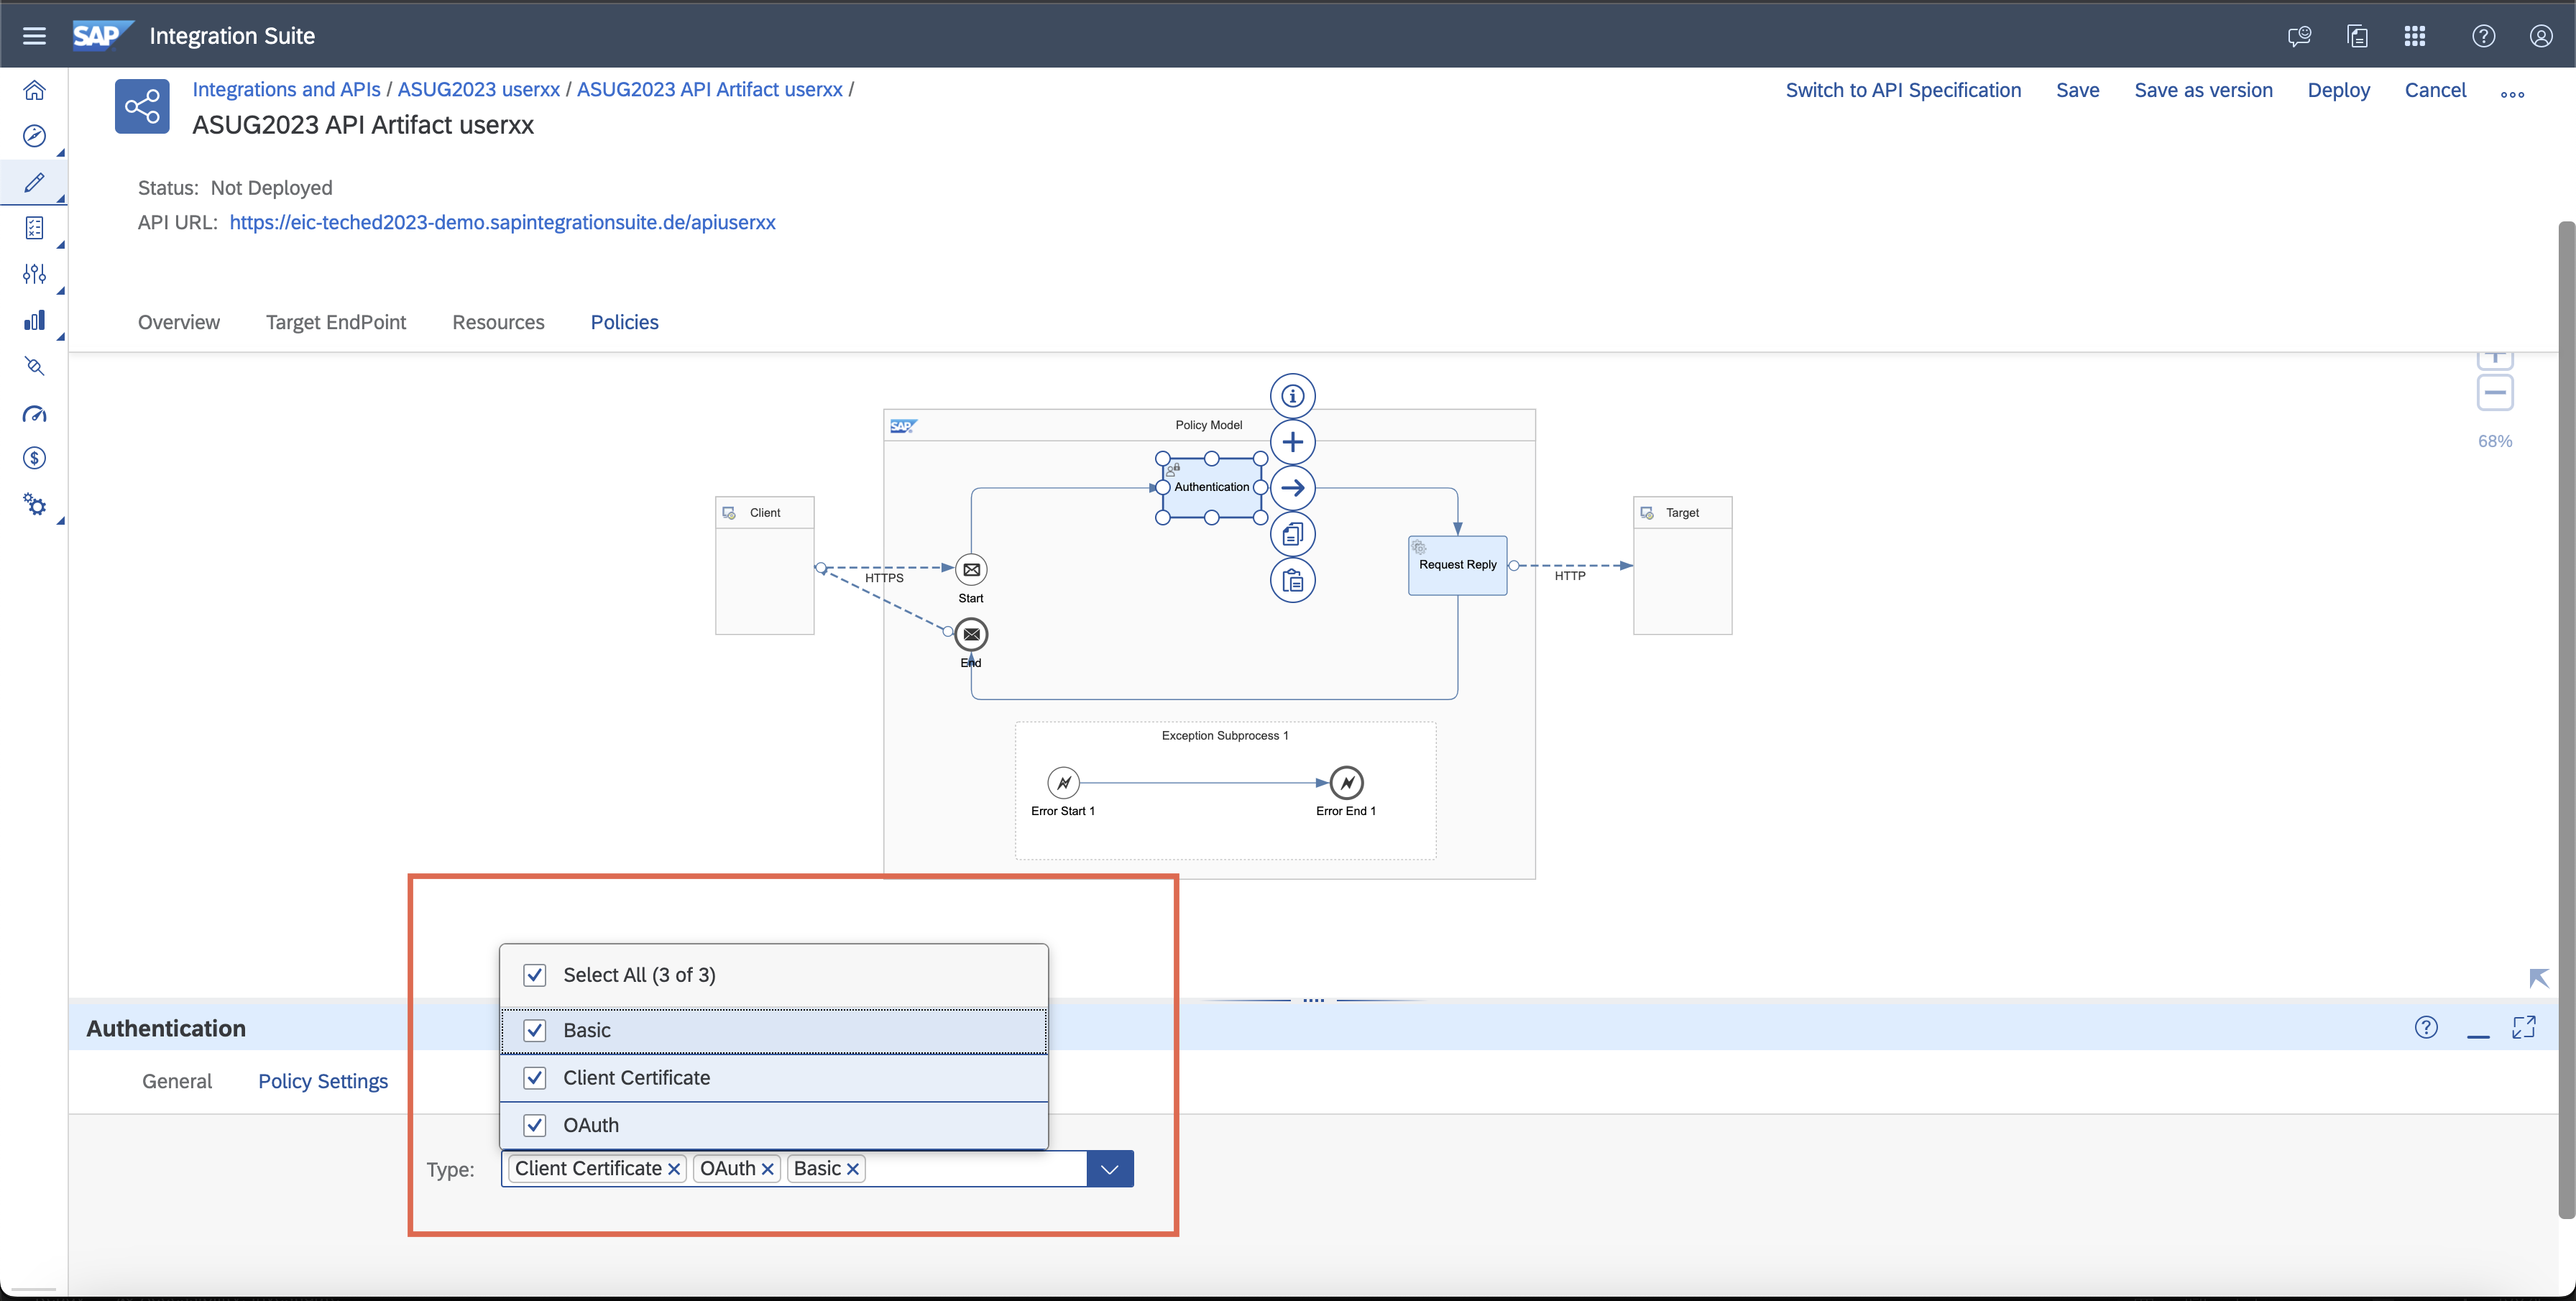 SAP Integration Suite
Integrations and APIs / ASUG2023 userxx / ASUG2023 API Artifact userxx /
Switch to API Specification Save Save as version Deploy Cancel
ASUG2023 API Artifact userxx
Status: Not Deployed
API URL: https://eic-teched2023-demo.sapintegrationsuite.de/apiuserxx
Overview Target EndPoint Resources Policies
SAP Policy Model
68%
Authentication
Client
Target
HTTPS
Request Reply
HTTP
Start
End
Exception Subprocess 1
Error Start 1
Error End 1
Select All (3 of 3)
Authentication
Basic
General Policy Settings
Client Certificate
OAuth
Type: Client Certificate OAuth Basic